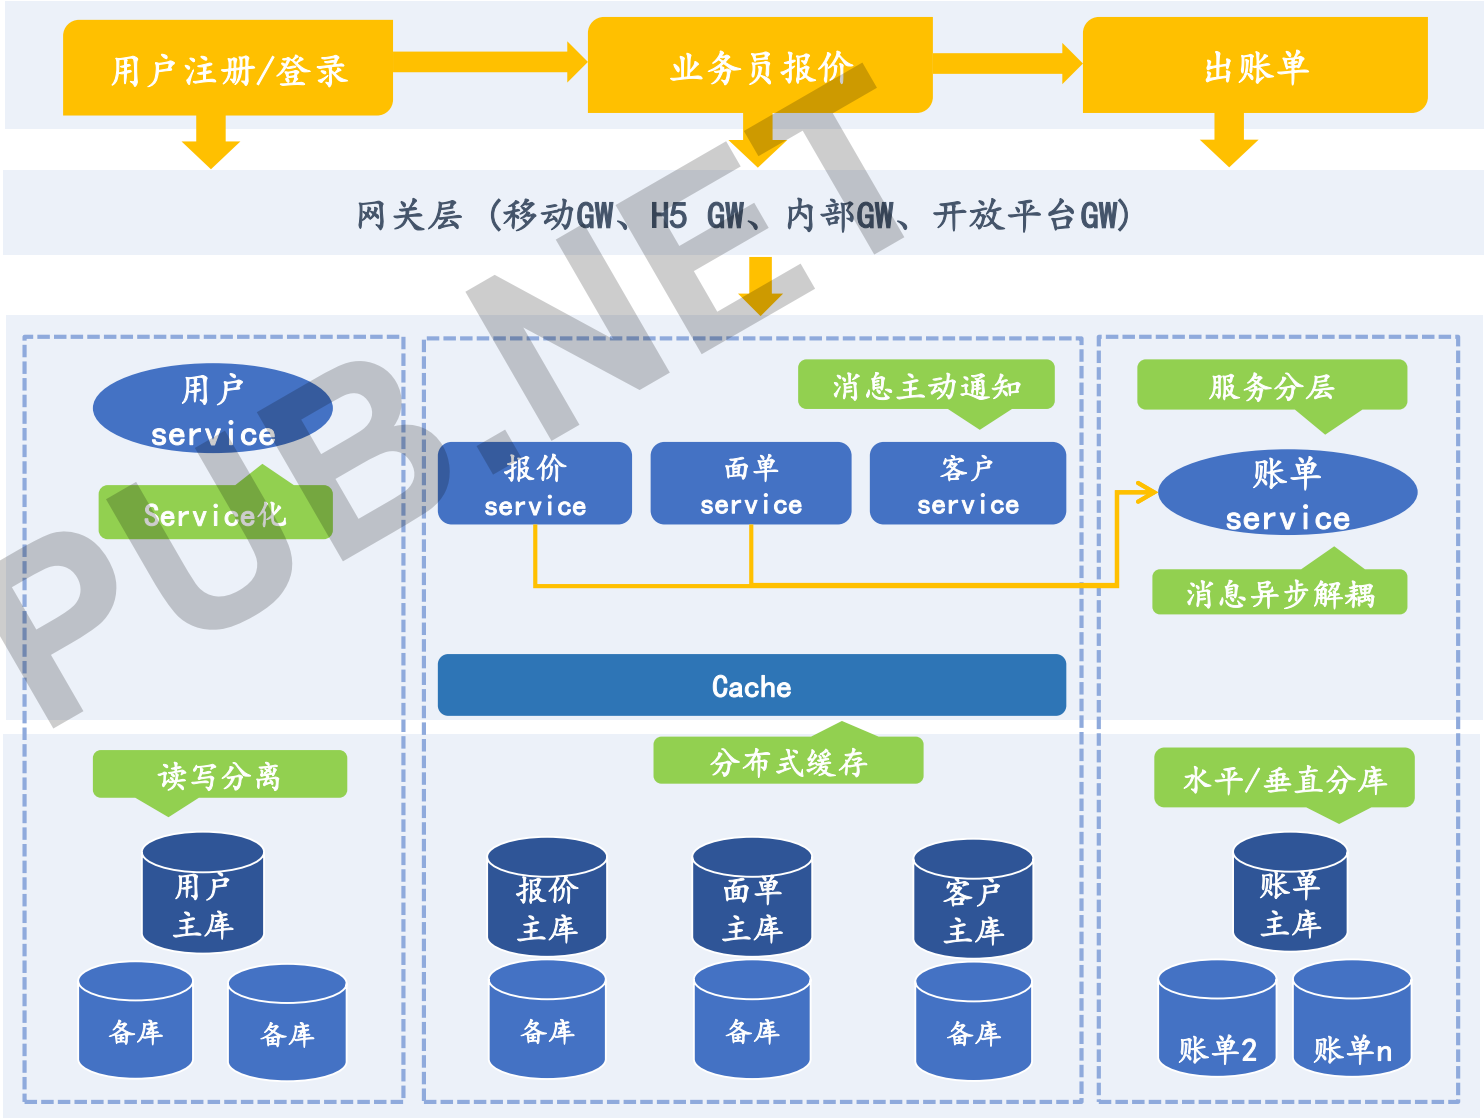 用户注册/登录
业务员报价
出账单
网关层 (移动GW、H5 GW、内部GW、开放平台GW)
用户
service
Service化
消息主动通知
报价
service
面单
service
客户
service
服务分层
账单
service
消息异步解耦
Cache
读写分离
分布式缓存
水平/垂直分库
用户
主库
备库
备库
报价
主库
备库
面单
主库
备库
客户
主库
备库
账单
主库
账单2
账单n
PUB.NET